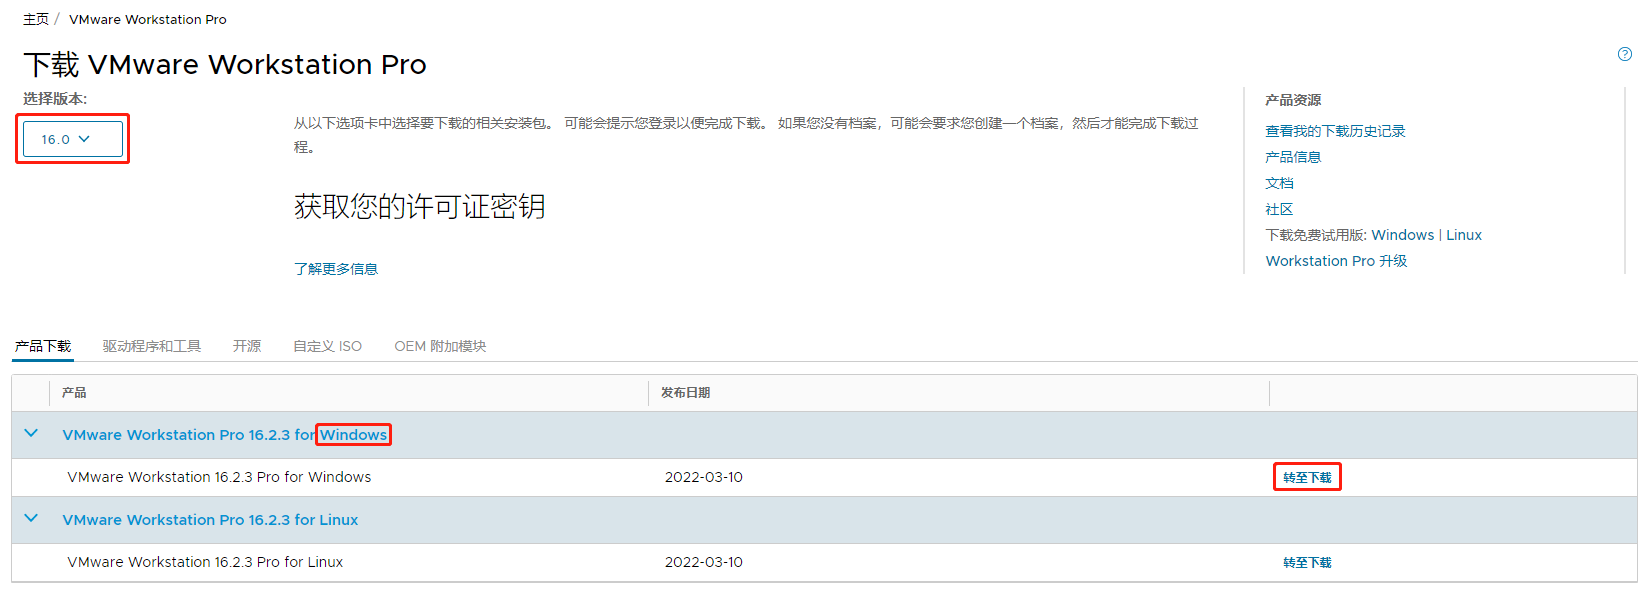 主页 / VMware Workstation Pro
下载 VMware Workstation Pro
选择版本:
16.0
从以下选项卡中选择要下载的相关安装包。 可能会提示您登录以便完成下载。 如果您没有档案，可能会要求您创建一个档案，然后才能完成下载过
程。
获取您的许可证密钥
了解更多信息
产品资源
查看我的下载历史记录
产品信息
文档
社区
下载免费试用版: Windows | Linux
Workstation Pro 升级
产品下载 驱动程序和工具 开源 自定义 ISO OEM 附加模块
产品 发布日期
VMware Workstation Pro 16.2.3 for Windows
VMware Workstation 16.2.3 Pro for Windows 2022-03-10 转至下载
VMware Workstation Pro 16.2.3 for Linux
VMware Workstation 16.2.3 Pro for Linux 2022-03-10 转至下载